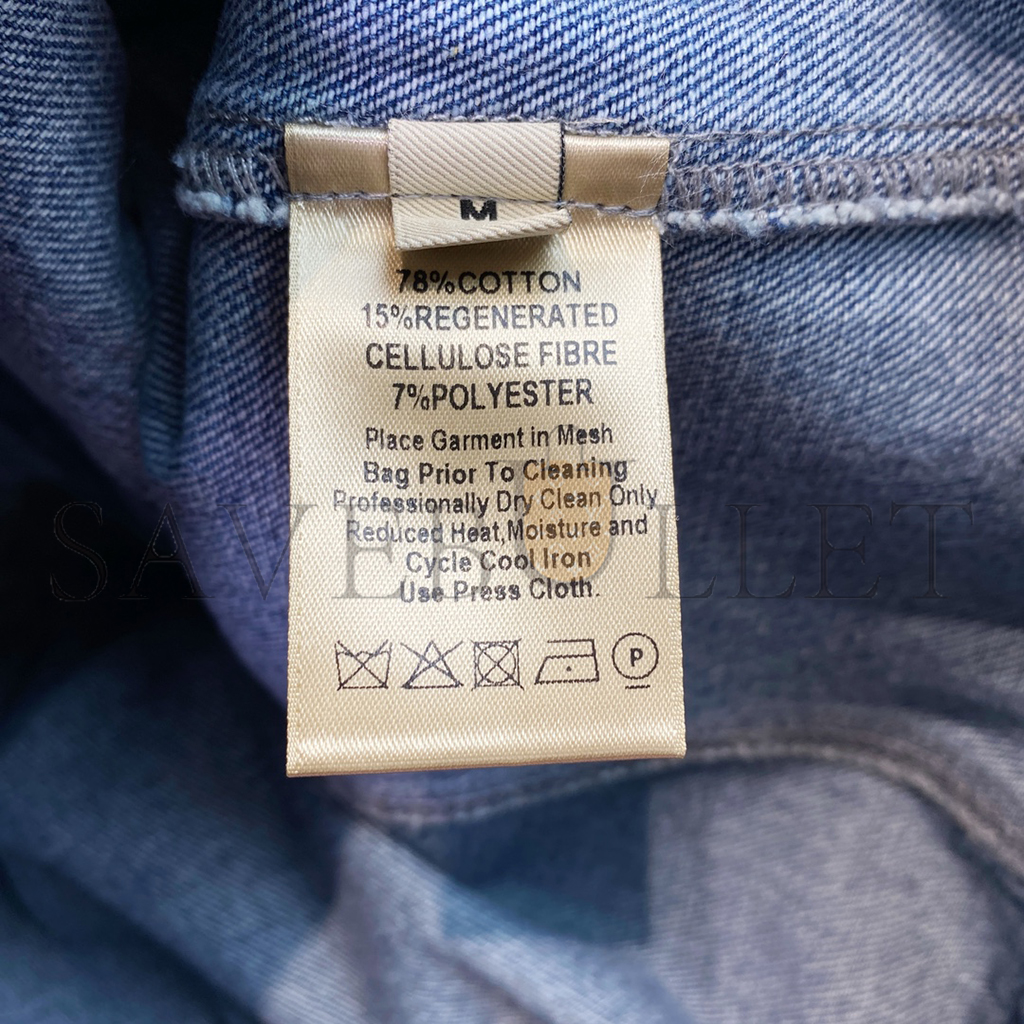 M
78%COTTON
15%REGENERATED
CELLULOSE FIBRE
7%POLYESTER
Place Garment in Mesh
Bag Prior To Cleaning
Professionally Dry Clean Only
Reduced Heat,Moisture and
Cycle Cool Iron
Use Press Cloth.
P
SAVEBULLET